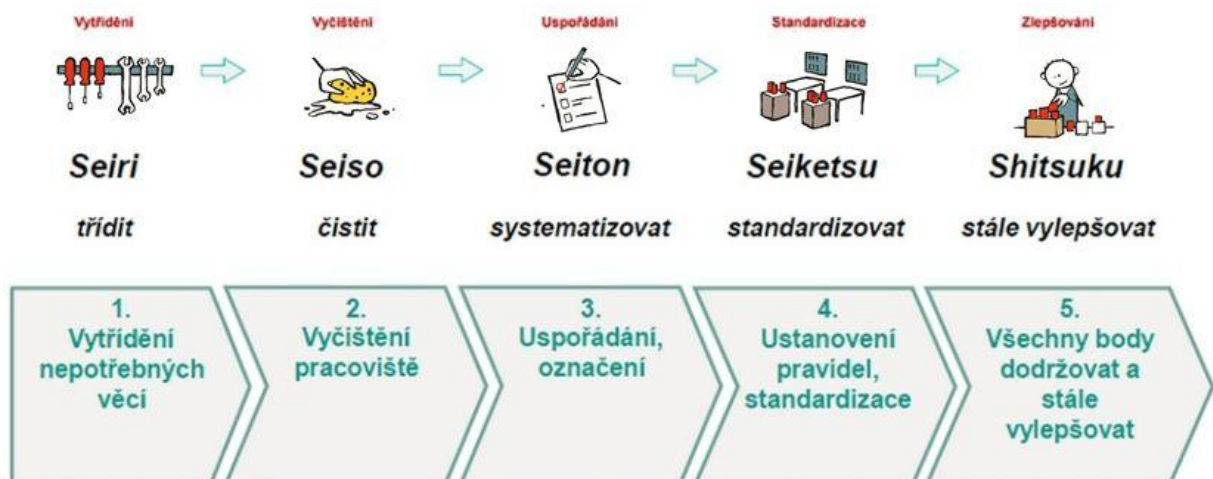 Vytřídění
Vyčištění
Uspořádání
Standardizace
Zlepšování
Seiri
Seiso
Seiton
Seiketsu
Shitsuku
třídit
čistit
systematizovat
standardizovat
stále vylepšovat
1.
Vytřídění
nepotřebných
věcí
2.
Vyčištění
pracoviště
3.
Uspořádání,
označení
4.
Ustanovení
pravidel,
standardizace
5.
Všechny body
dodržovat a
stále
vylepšovat